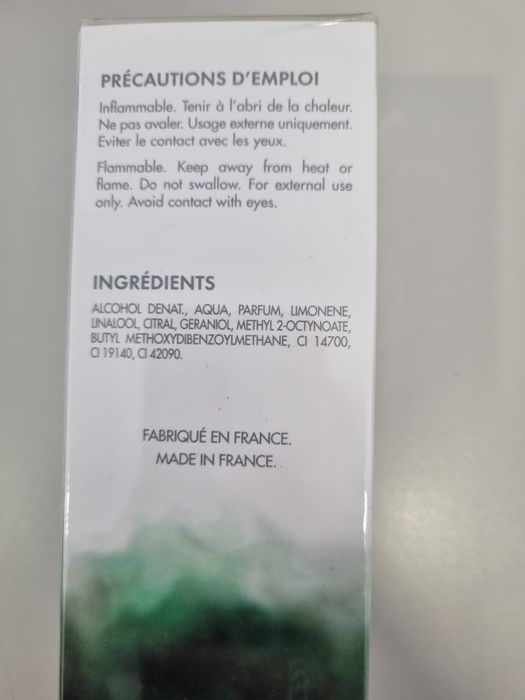 PRÉCAUTIONS D'EMPLOI
Inflammable. Tenir à l'abri de la chaleur.
Ne pas avaler. Usage externe uniquement.
Eviter le contact avec les yeux.
Flammable. Keep away from heat or
flame. Do not swallow. For external use
only. Avoid contact with eyes.
INGRÉDIENTS
ALCOHOL DENAT., AQUA, PARFUM, LIMONENE,
LINALOOL, CITRAL, GERANIOL, METHYL 2-OCTYNOATE,
BUTYL METHOXYDIBENZOYLMETHANE, CI 14700,
CI 19140, CI 42090.
FABRIQUÉ EN FRANCE.
MADE IN FRANCE.